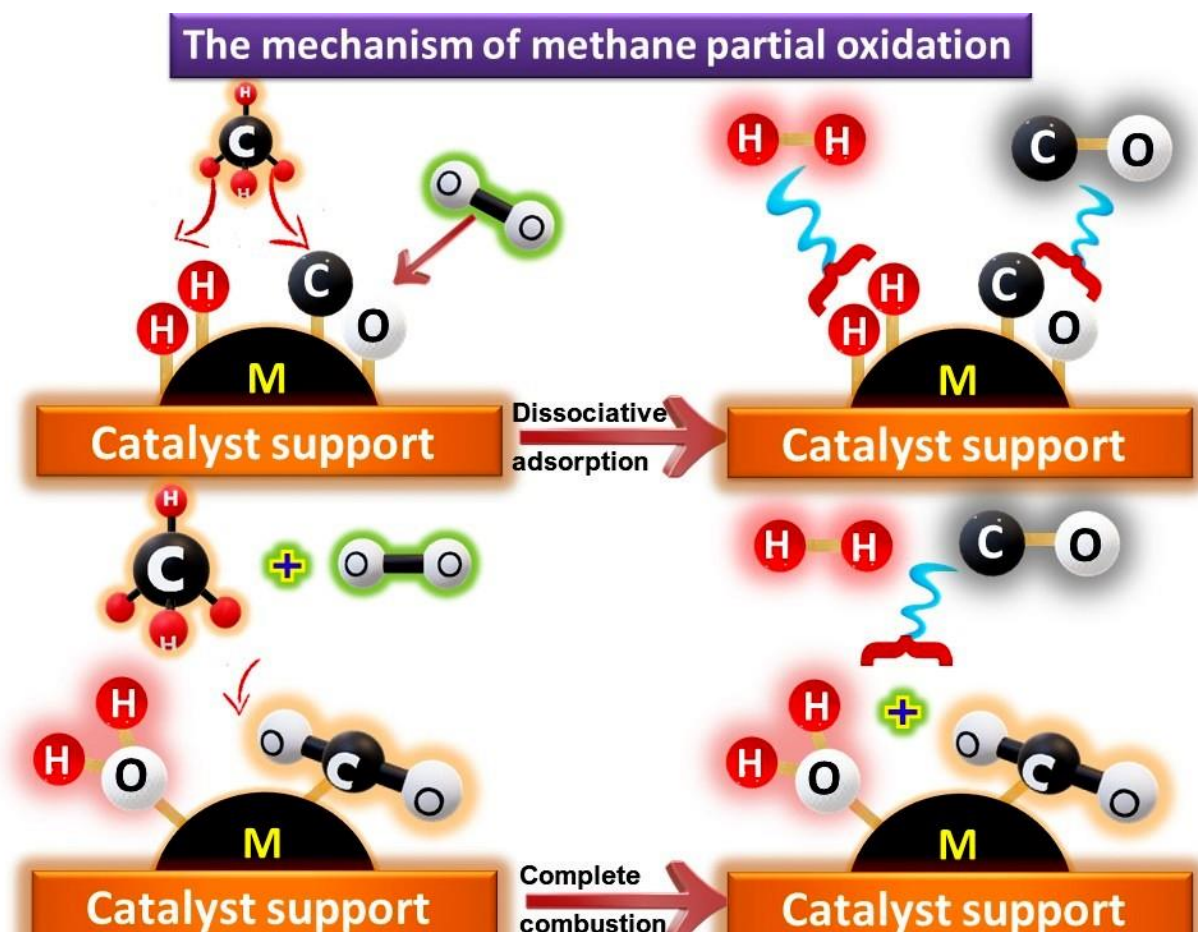 The mechanism of methane partial oxidation
H
C
H
O
O
H
H
C
O
M
Catalyst support
Dissociative
adsorption
H H
C O
H
H
C
O
M
Catalyst support
H
C
H
+
O O
H
H
O
O
C
O
M
Catalyst support
Complete
combustion
H H
C O
H
H
O
+
O
C
O
M
Catalyst support